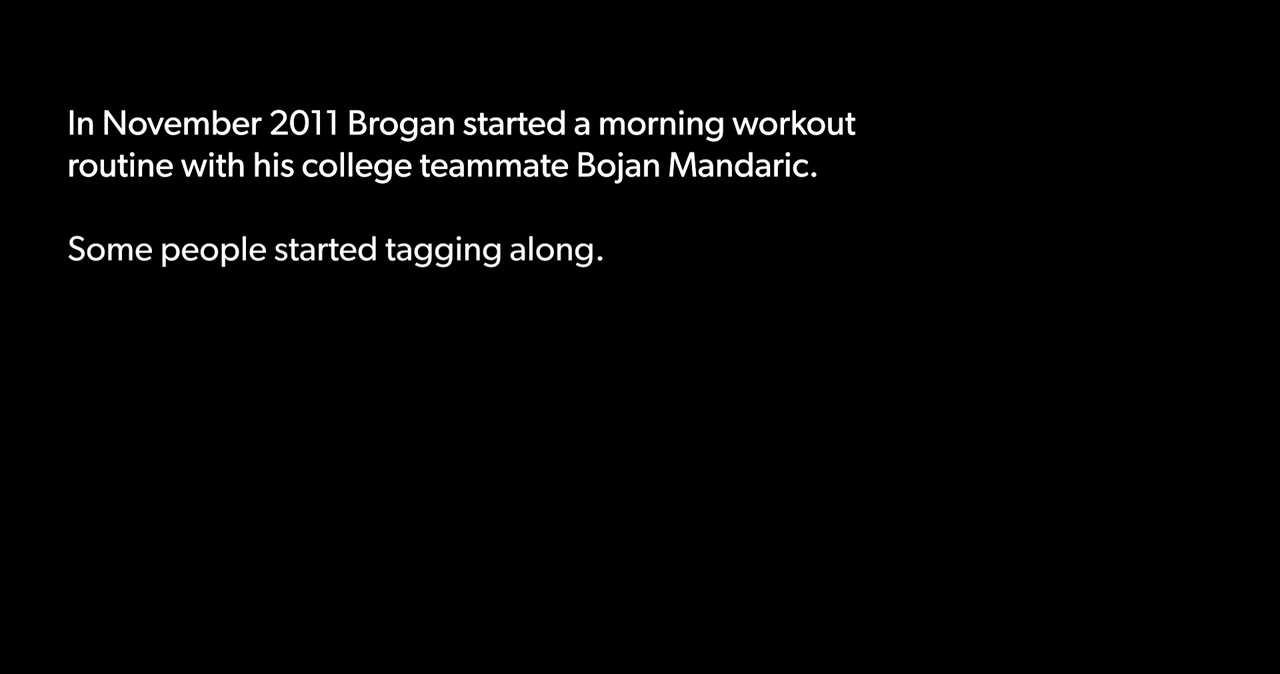 In November 2011 Brogan started a morning workout
routine with his college teammate Bojan Mandaric.
Some people started tagging along.